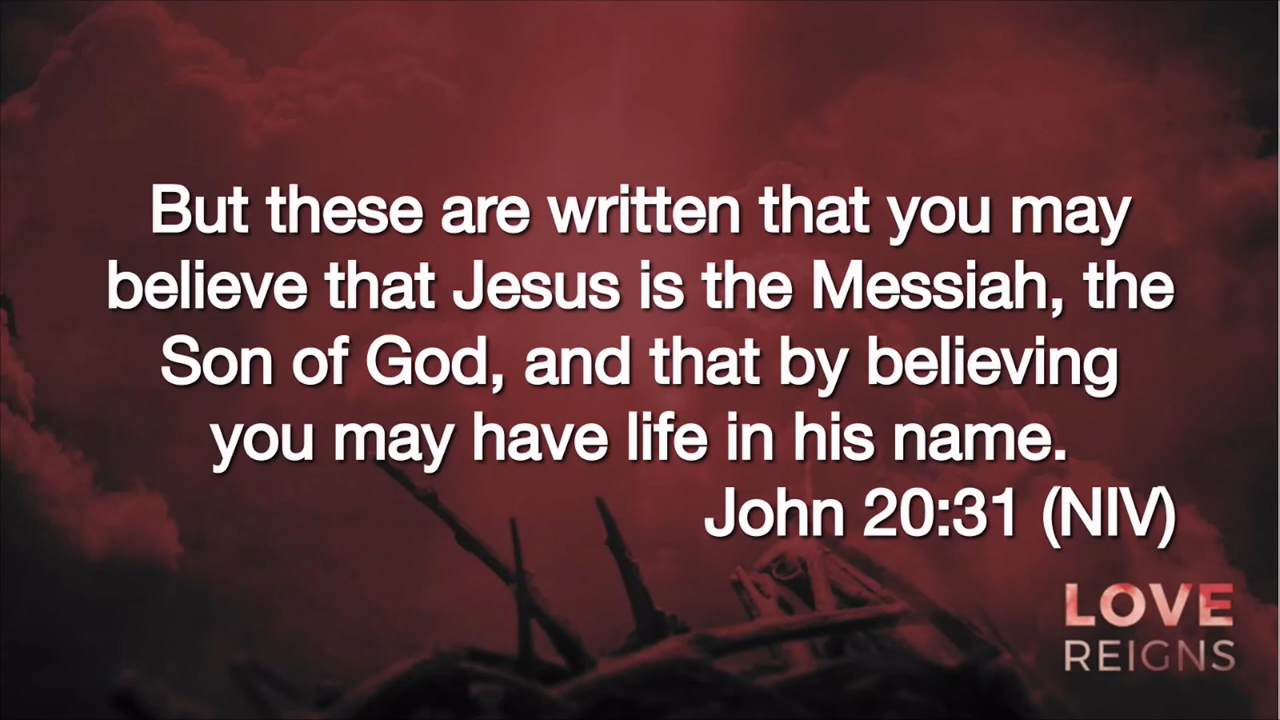 But these are written that you may
believe that Jesus is the Messiah, the
Son of God, and that by believing
you may have life in his name.
John 20:31 (NIV)
LOVE
REIGNS